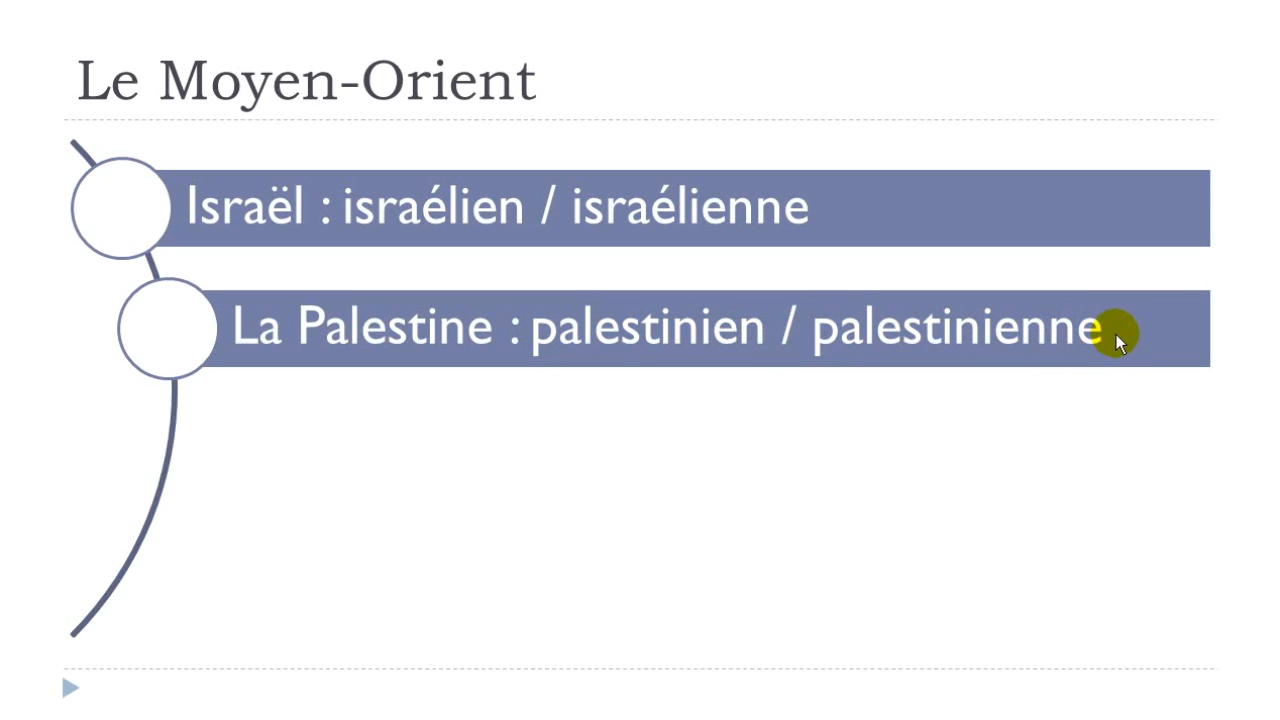 Le Moyen-Orient
Israël : israélien / israélienne
La Palestine : palestinien / palestinienne